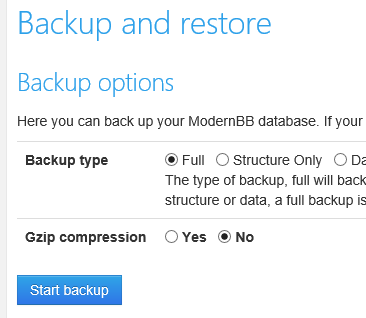 Backup and restore
Backup options
Here you can back up your ModernBB database. If your
Backup type Full Structure Only Da
The type of backup, full will back
structure or data, a full backup is
Gzip compression Yes No
Start backup